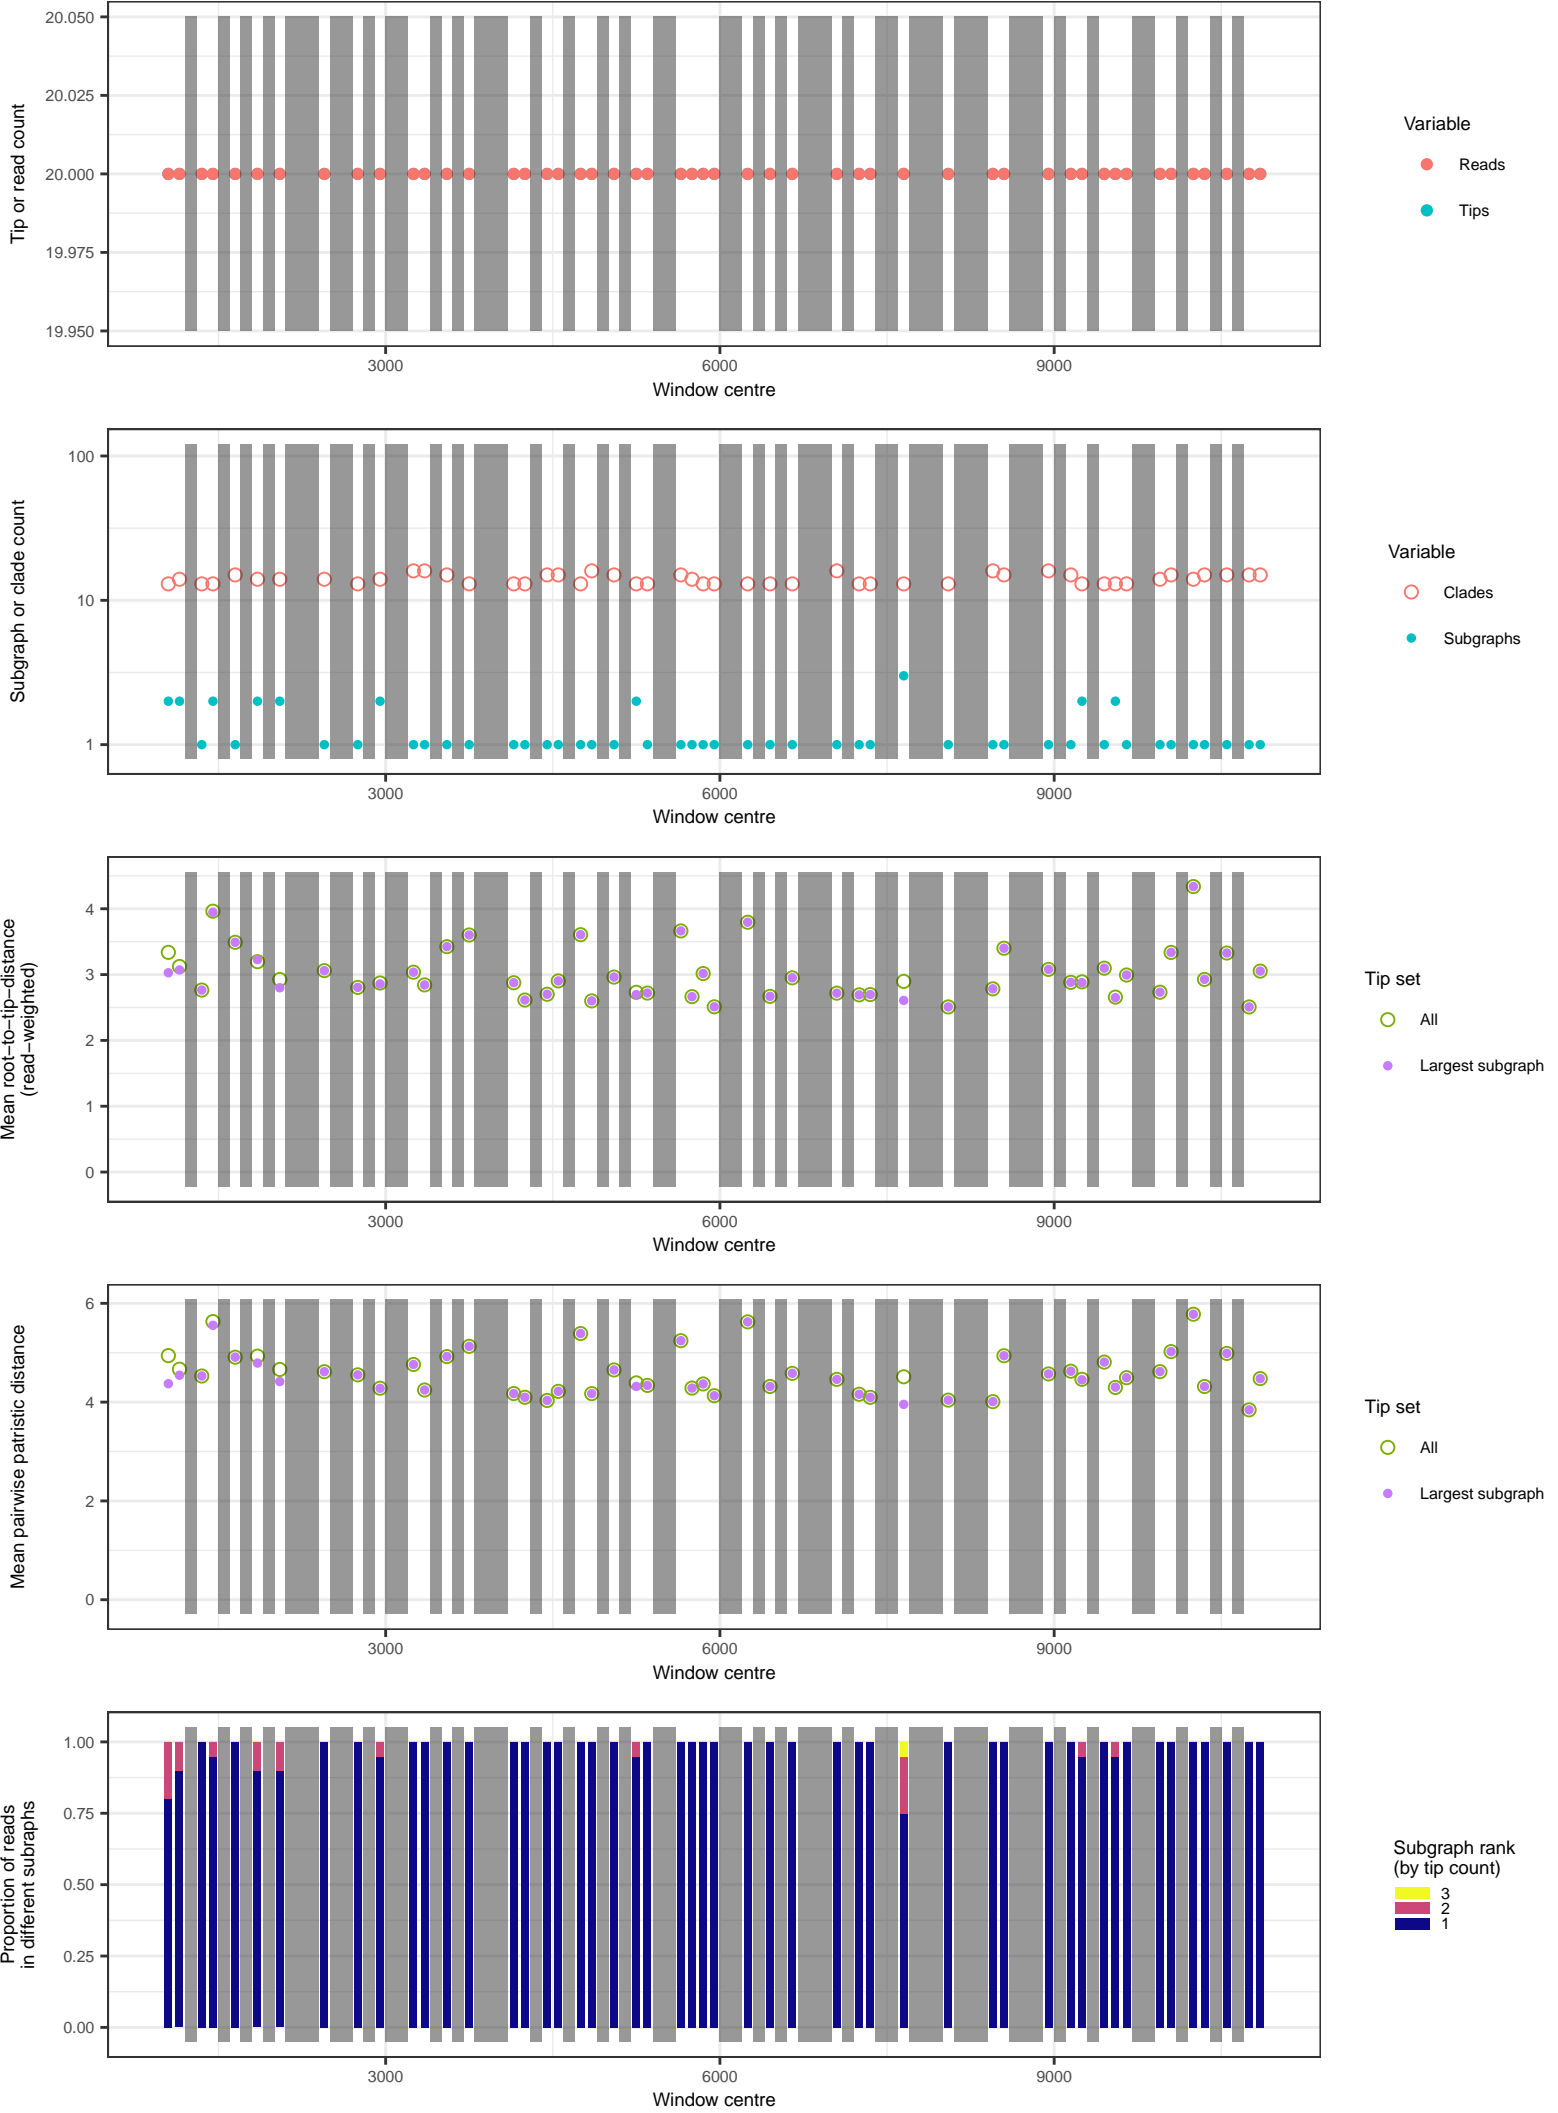 20.050
20.025
20.000
19.975
19.950
Tip or read count
3000
6000
9000
Window centre
Variable
Reads
Tips
100
10
1
Subgraph or clade count
3000
6000
9000
Window centre
Variable
Clades
Subgraphs
4
3
2
1
0
Mean root−to−tip−distance
(read−weighted)
3000
6000
9000
Window centre
Tip set
All
Largest subgraph
6
4
2
0
Mean pairwise patristic distance
3000
6000
9000
Window centre
Tip set
All
Largest subgraph
1.00
0.75
0.50
0.25
0.00
Proportion of reads
in different subraphs
3000
6000
9000
Window centre
Subgraph rank
(by tip count)
3
2
1